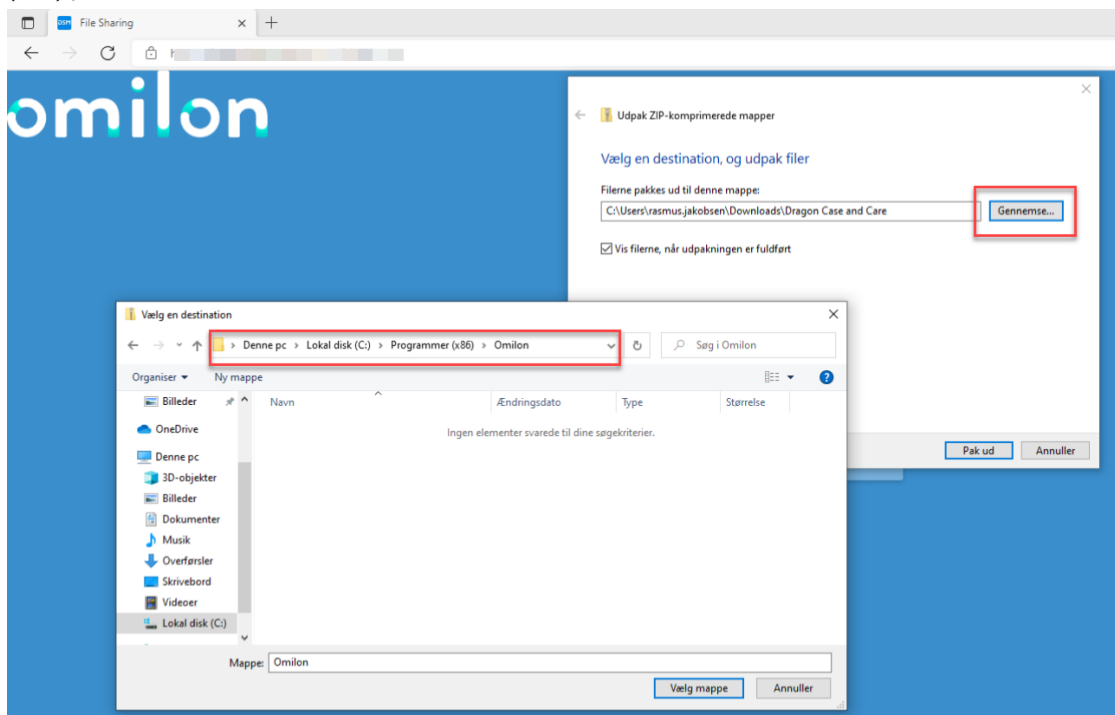 DSM File Sharing
omilon
Udpak ZIP-komprimerede mapper
Vælg en destination, og udpak filer
Filerne pakkes ud til denne mappe:
C:\Users\rasmus.jakobsen\Downloads\Dragon Case and Care Gennemse...
Vis filerne, når udpakningen er fuldført
Vælg en destination
Denne pc > Lokal disk (C:) > Programmer (x86) > Omilon Søg i Omilon
Organiser Ny mappe
Billeder Navn Ændringsdato Type Størrelse
OneDrive Ingen elementer svarede til dine søgekriterier.
Denne pc
3D-objekter
Billeder
Dokumenter
Musik
Overførsler
Skrivebord
Videoer
Lokal disk (C:)
Mappe: Omilon
Vælg mappe Annuller
Pak ud Annuller